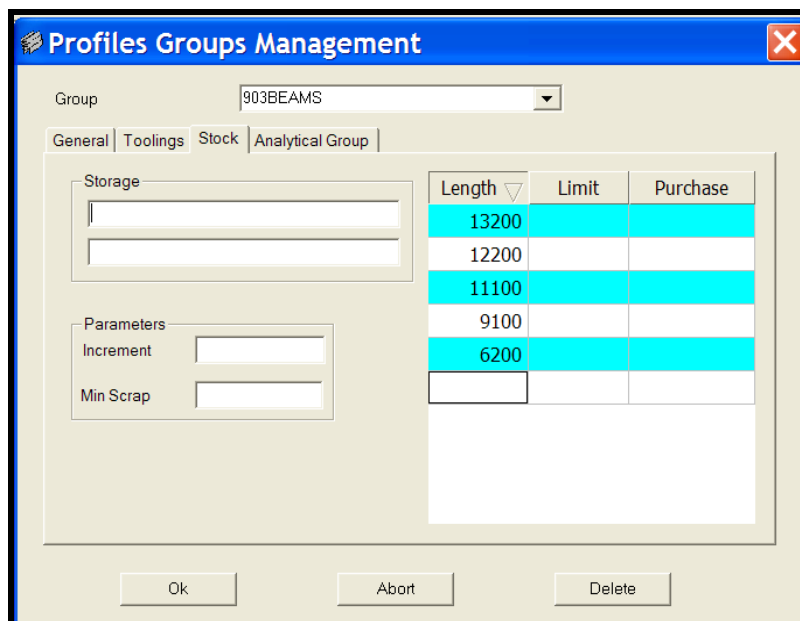 Profiles Groups Management
Group 903BEAMS
General Toolings Stock Analytical Group
Storage
Length Limit Purchase
13200
12200
11100
9100
6200
Parameters
Increment
Min Scrap
Ok Abort Delete